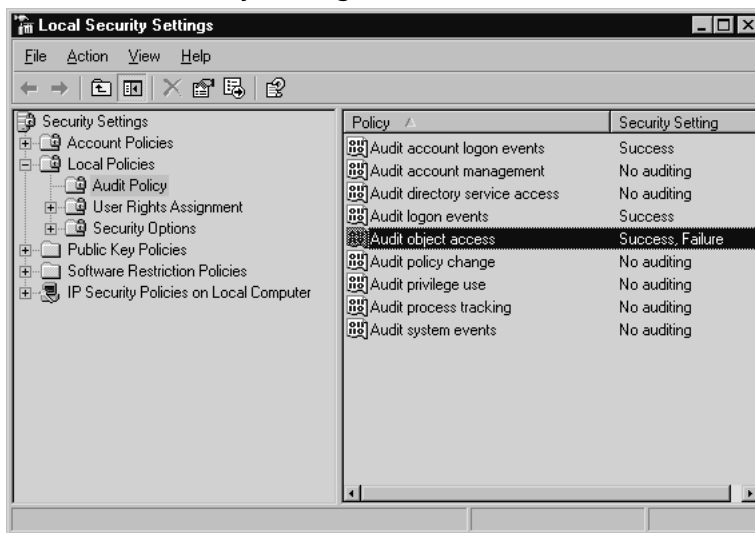 Local Security Settings
File Action View Help
Security Settings
Account Policies
Local Policies
Audit Policy
User Rights Assignment
Security Options
Public Key Policies
Software Restriction Policies
IP Security Policies on Local Computer
Policy Security Setting
Audit account logon events Success
Audit account management No auditing
Audit directory service access No auditing
Audit logon events Success
Audit object access Success, Failure
Audit policy change No auditing
Audit privilege use No auditing
Audit process tracking No auditing
Audit system events No auditing